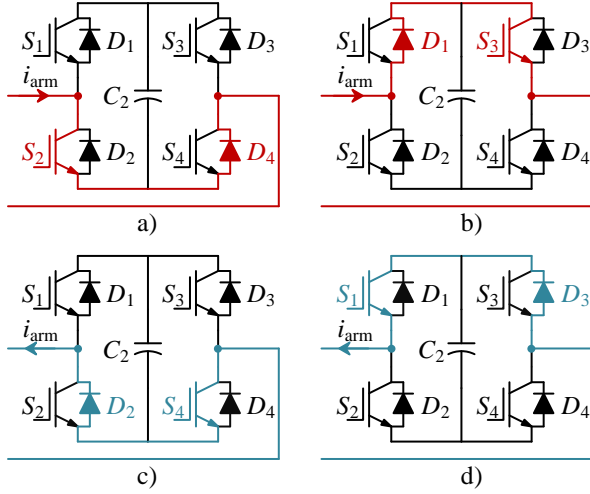 S1 D1 S3 D3
iarm
C2
S2 D2 S4 D4
a)
S1 D1 S3 D3
iarm
C2
S2 D2 S4 D4
b)
S1 D1 S3 D3
iarm
C2
S2 D2 S4 D4
c)
S1 D1 S3 D3
iarm
C2
S2 D2 S4 D4
d)